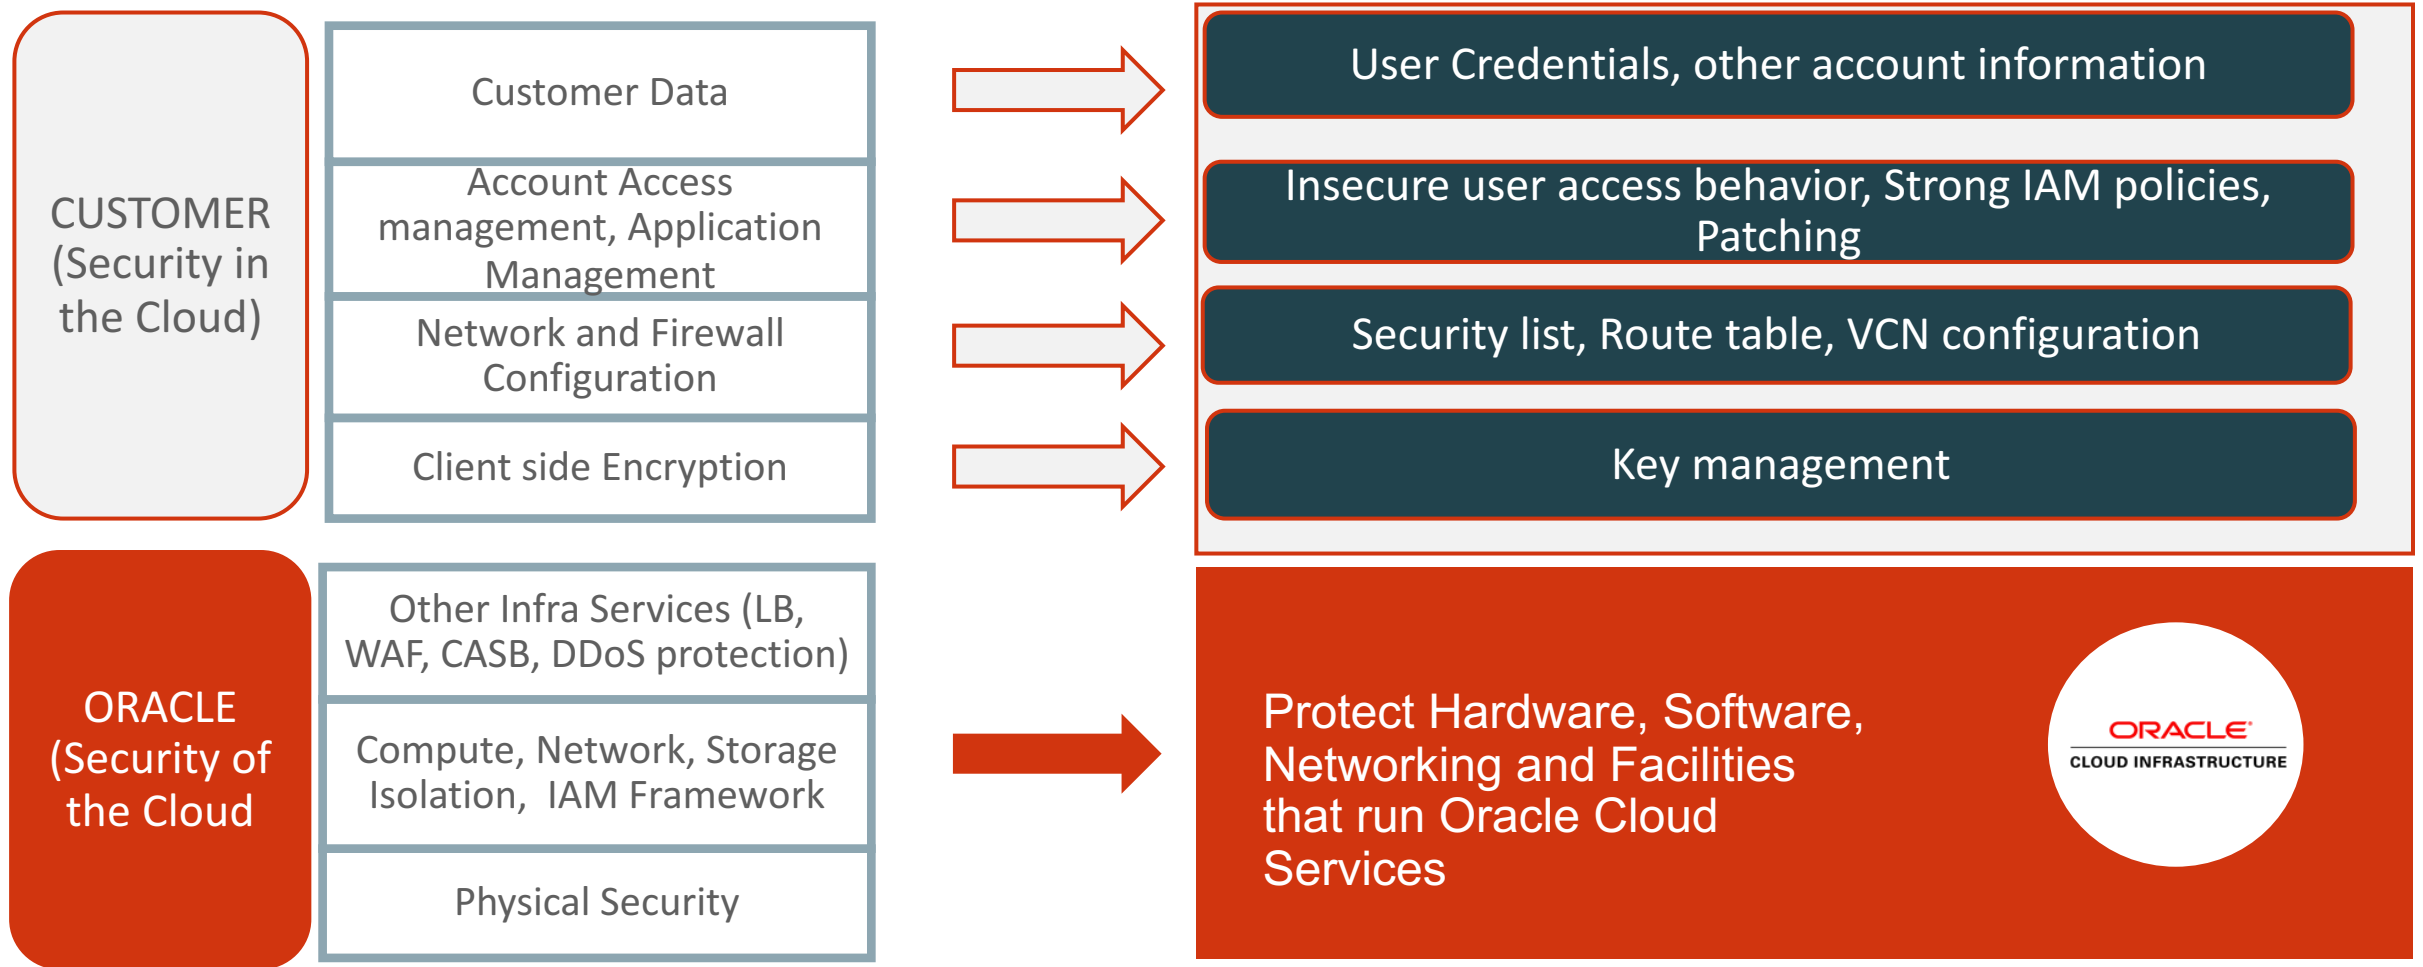 CUSTOMER
(Security in
the Cloud)
Customer Data
User Credentials, other account information
Account Access
management, Application
Management
Insecure user access behavior, Strong IAM policies,
Patching
Network and Firewall
Configuration
Security list, Route table, VCN configuration
Client side Encryption
Key management
ORACLE
(Security of
the Cloud
Other Infra Services (LB,
WAF, CASB, DDoS protection)
Compute, Network, Storage
Isolation,  IAM Framework
Physical Security
Protect Hardware, Software,
Networking and Facilities
that run Oracle Cloud
Services
ORACLE®
CLOUD INFRASTRUCTURE